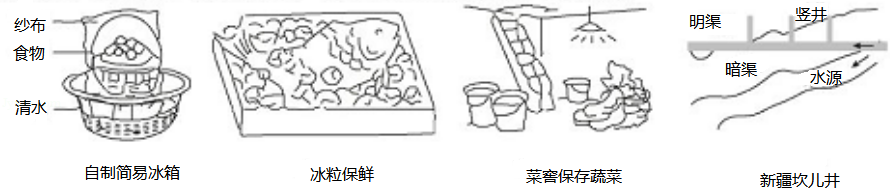 纱布
食物
清水
自制简易冰箱
冰粒保鲜
菜窖保存蔬菜
明渠
竖井
暗渠
水源
新疆坎儿井